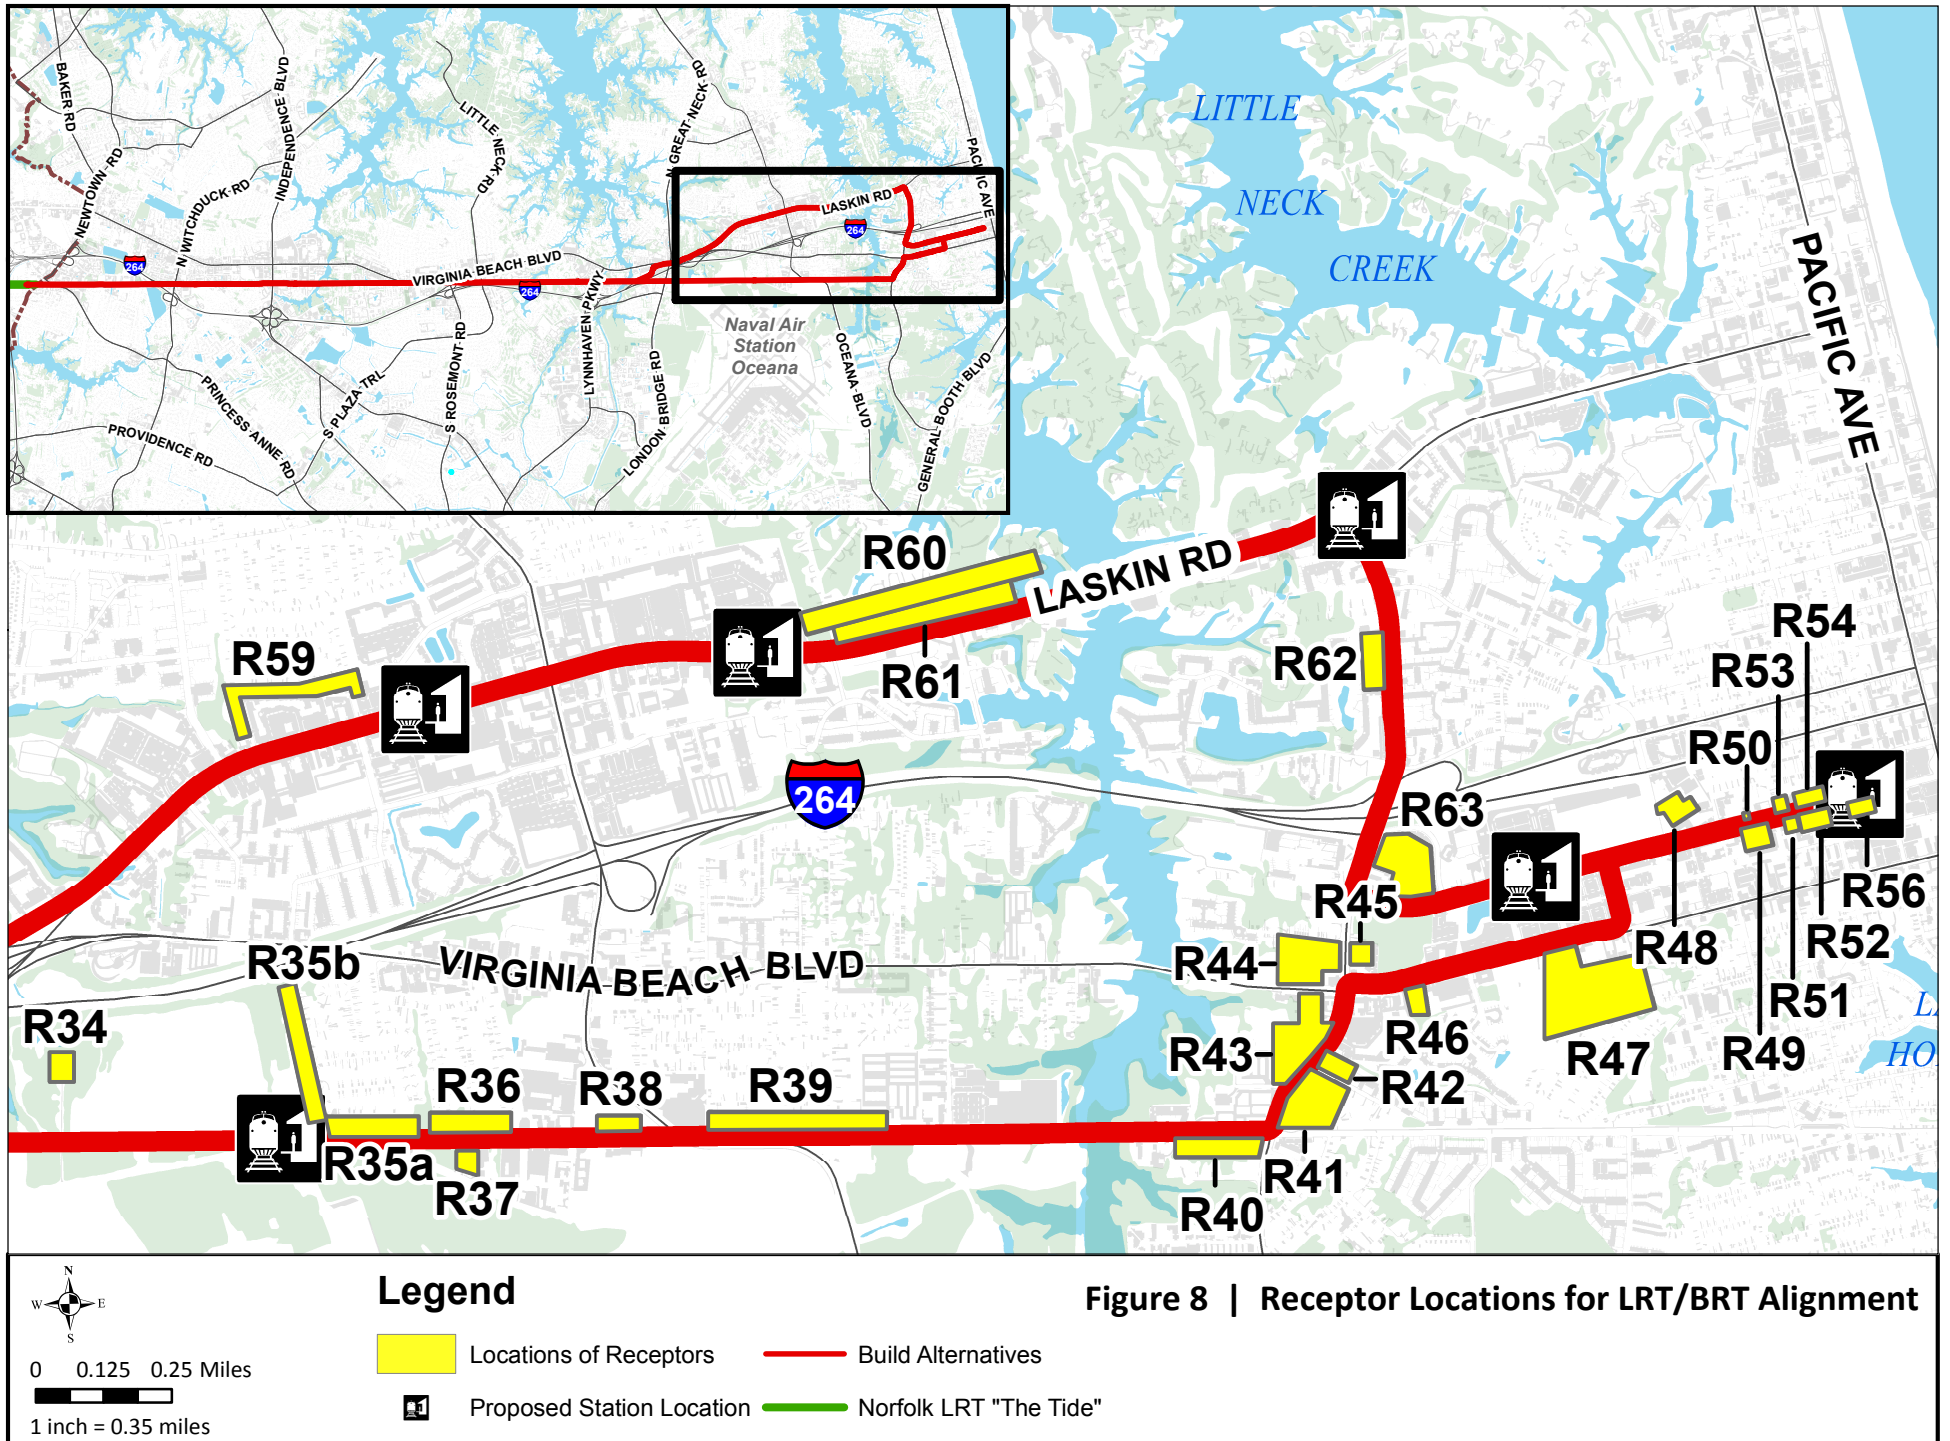 BAKER RD
NEWTOWN RD
N WITCHDUCK RD
INDEPENDENCE BLVD
LITTLE NECK RD
N GREAT NECK RD
PACIFIC AVE
LASKIN RD
264
264
264
VIRGINIA BEACH BLVD
LYNNHAVEN PKWY
Naval Air
Station
Oceana
OCEANA BLVD
GENERAL BOOTH BLVD
LONDON BRIDGE RD
S ROSEMONT RD
S PLAZA TRL
PRINCESS ANNE RD
PROVIDENCE RD
LITTLE
NECK
CREEK
PACIFIC AVE
R60
LASKIN RD
R59
R61
R62
R54
R53
R50
264
R63
R45
R56
R48
R52
R44
VIRGINIA BEACH BLVD
R35b
R51
R34
R43
R46
R49
R47
R42
R36
R38
R39
R35a
R37
R41
R40
N
W E
S
0 0.125 0.25 Miles
1 inch = 0.35 miles
Legend
Locations of Receptors
Build Alternatives
Proposed Station Location
Norfolk LRT "The Tide"
Figure 8 | Receptor Locations for LRT/BRT Alignment